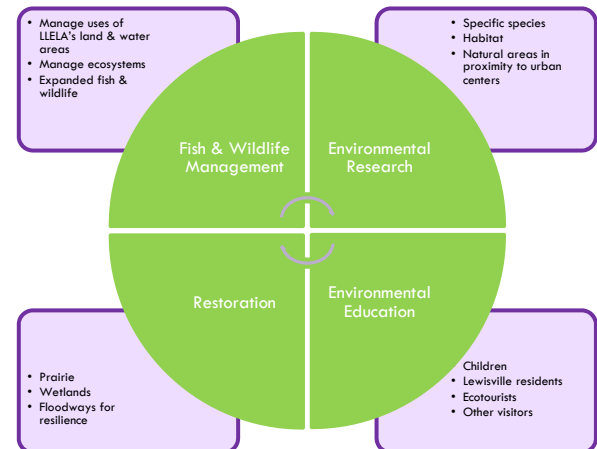 • Manage uses of
LLELA's land & water
areas
• Manage ecosystems
• Expanded fish &
wildlife
• Specific species
• Habitat
• Natural areas in
proximity to urban
centers
Fish & Wildlife
Management
Environmental
Research
Restoration
Environmental
Education
• Prairie
• Wetlands
• Floodways for
resilience
Children
• Lewisville residents
• Ecotourists
• Other visitors